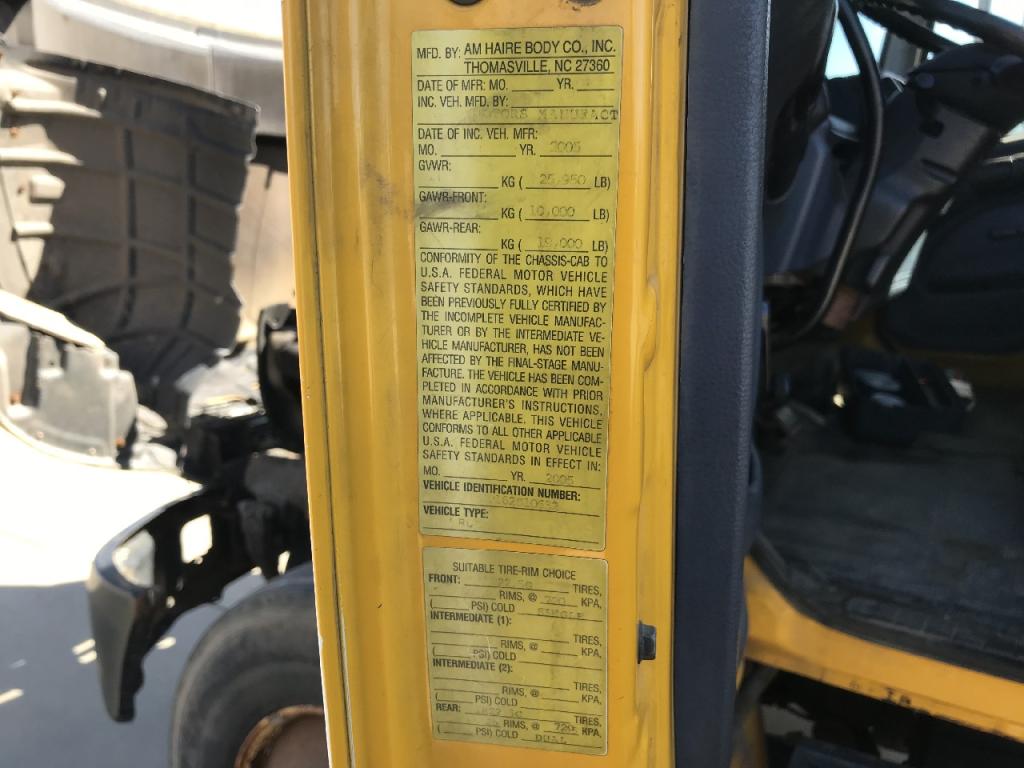 MFD. BY: AM HAIRE BODY CO., INC.
THOMASVILLE, NC 27360
DATE OF MFR: MO. YR.
INC. VEH. MFD. BY:
MOTORS MANUFACT
DATE OF INC. VEH. MFR:
MO. YR. 2005
GVWR:
KG ( 25,950 LB)
GAWR-FRONT:
KG ( 10,000 LB)
GAWR-REAR:
KG ( 19,000 LB)
CONFORMITY OF THE CHASSIS-CAB TO
U.S.A. FEDERAL MOTOR VEHICLE
SAFETY STANDARDS, WHICH HAVE
BEEN PREVIOUSLY FULLY CERTIFIED BY
THE INCOMPLETE VEHICLE MANUFAC-
TURER OR BY THE INTERMEDIATE VE-
HICLE MANUFACTURER, HAS NOT BEEN
AFFECTED BY THE FINAL-STAGE MANU-
FACTURE. THE VEHICLE HAS BEEN COM-
PLETED IN ACCORDANCE WITH PRIOR
MANUFACTURER'S INSTRUCTIONS,
WHERE APPLICABLE. THIS VEHICLE
CONFORMS TO ALL OTHER APPLICABLE
U.S.A. FEDERAL MOTOR VEHICLE
SAFETY STANDARDS IN EFFECT IN:
MO. YR. 2005
VEHICLE IDENTIFICATION NUMBER:
VEHICLE TYPE:
SUITABLE TIRE-RIM CHOICE
FRONT: TIRES,
RIMS, @ KPA,
( PSI) COLD SINGLE
INTERMEDIATE (1):
TIRES,
RIMS, @ KPA,
( PSI) COLD
INTERMEDIATE (2):
TIRES,
RIMS, @ KPA,
( PSI) COLD
REAR: TIRES,
RIMS, @ 720 KPA,
( PSI) COLD DUAL